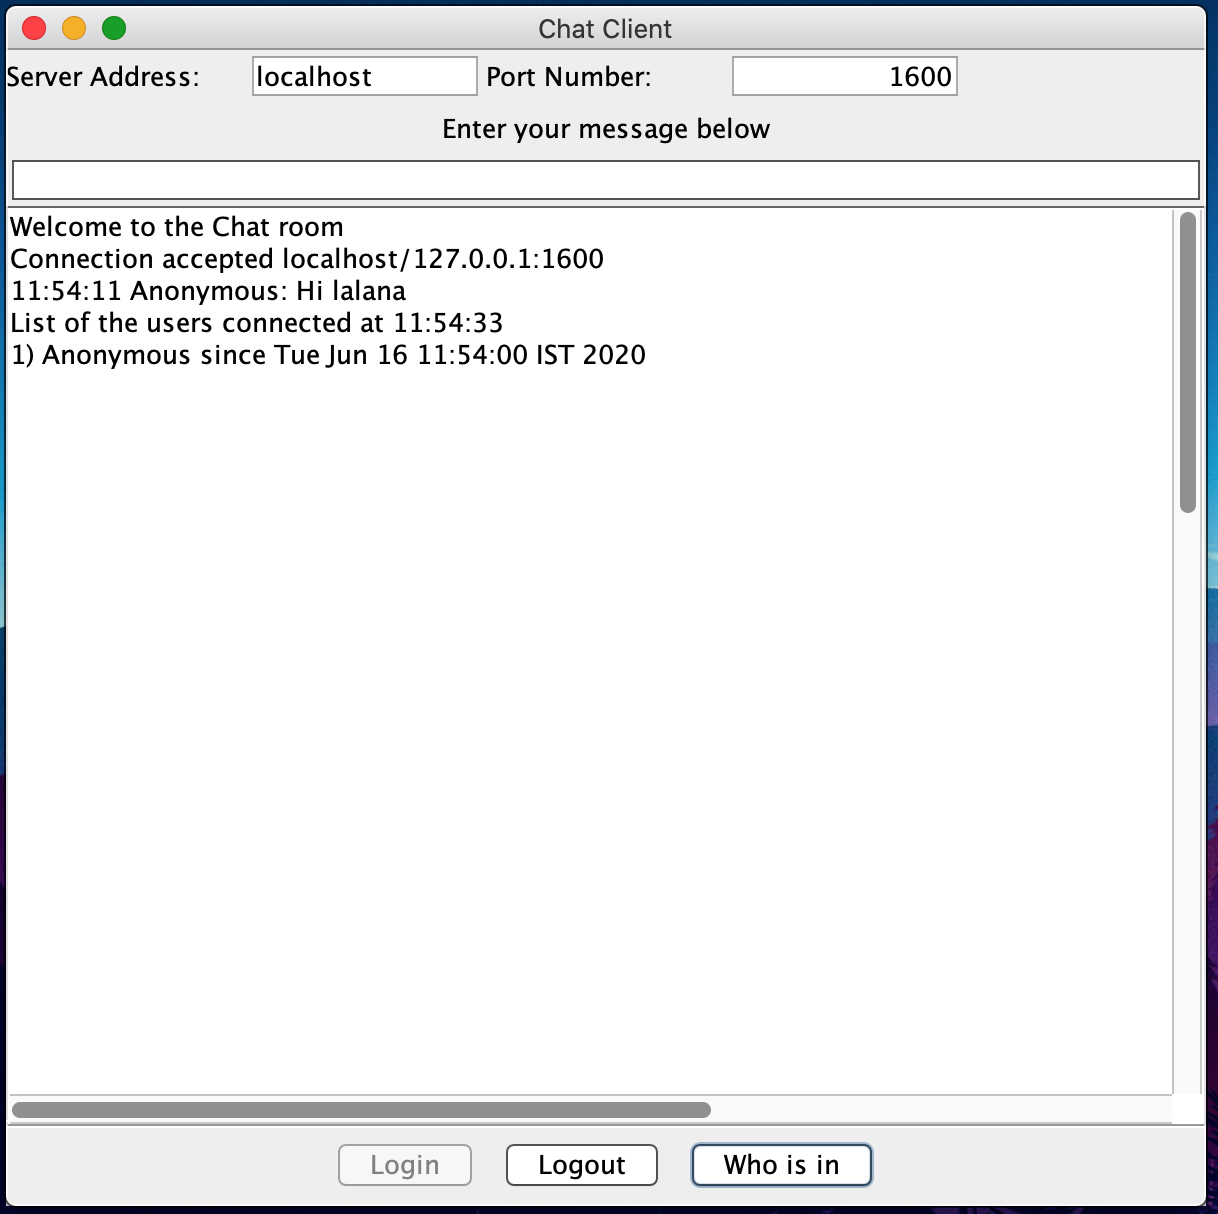 Chat Client
Server Address: localhost Port Number: 1600
Enter your message below
Welcome to the Chat room
Connection accepted localhost/127.0.0.1:1600
11:54:11 Anonymous: Hi lalana
List of the users connected at 11:54:33
1) Anonymous since Tue Jun 16 11:54:00 IST 2020
Login Logout Who is in